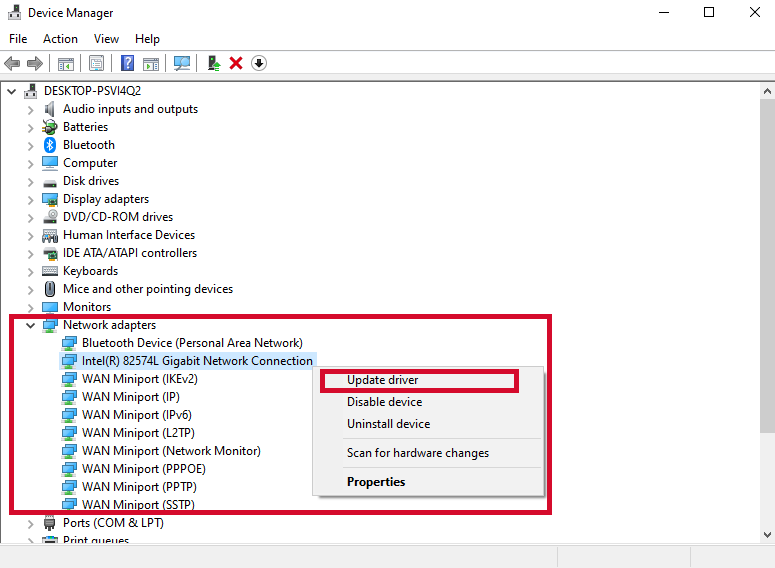 Device Manager
File Action View Help
DESKTOP-PSVI4Q2
Audio inputs and outputs
Batteries
Bluetooth
Computer
Disk drives
Display adapters
DVD/CD-ROM drives
Human Interface Devices
IDE ATA/ATAPI controllers
Keyboards
Mice and other pointing devices
Monitors
Network adapters
Bluetooth Device (Personal Area Network)
Intel(R) 82574L Gigabit Network Connection
WAN Miniport (IKEv2)
WAN Miniport (IP)
WAN Miniport (IPv6)
WAN Miniport (L2TP)
WAN Miniport (Network Monitor)
WAN Miniport (PPPOE)
WAN Miniport (PPTP)
WAN Miniport (SSTP)
Ports (COM & LPT)
Print queues
Update driver
Disable device
Uninstall device
Scan for hardware changes
Properties